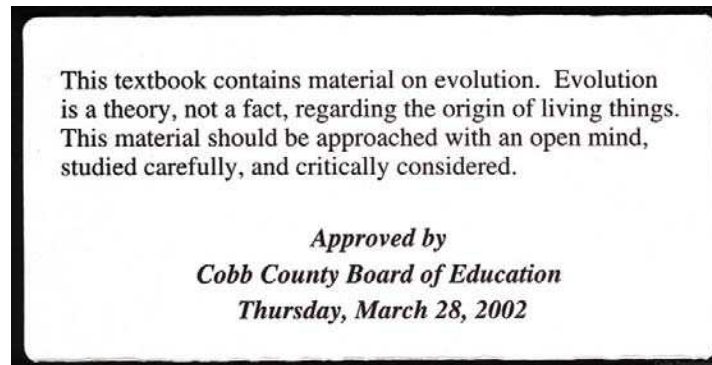 This textbook contains material on evolution.  Evolution
is a theory, not a fact, regarding the origin of living things.
This material should be approached with an open mind,
studied carefully, and critically considered.
Approved by
Cobb County Board of Education
Thursday, March 28, 2002